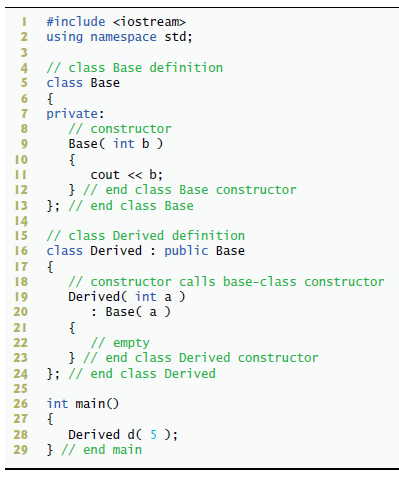 1 #include <iostream>
2 using namespace std;
3
4 // class Base definition
5 class Base
6 {
7 private:
8 // constructor
9 Base( int b )
10 {
11 cout << b;
12 } // end class Base constructor
13 }; // end class Base
14
15 // class Derived definition
16 class Derived : public Base
17 {
18 // constructor calls base-class constructor
19 Derived( int a )
20 : Base( a )
21 {
22 // empty
23 } // end class Derived constructor
24 }; // end class Derived
25
26 int main()
27 {
28 Derived d( 5 );
29 } // end main